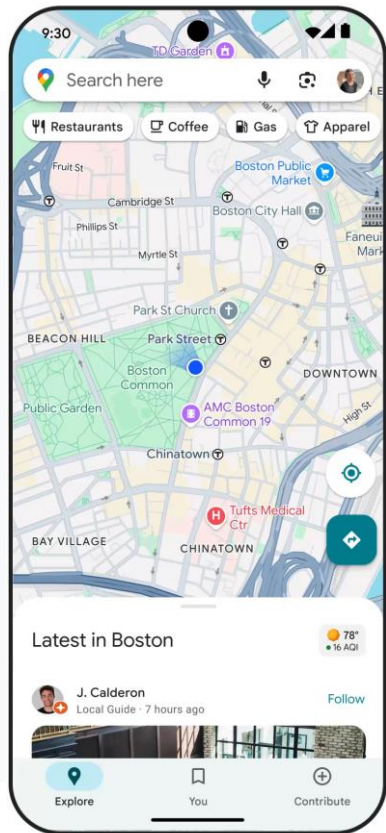 9:30
TD Garden
Search here
Restaurants
Coffee
Gas
Apparel
Fruit St
Boston Public
Market
Cambridge St
Boston City Hall
Phillips St
Faneui
Mark
Myrtle St
Park St Church
BEACON HILL
Park Street
Boston
Common
DOWNTOWN
Public Garden
AMC Boston
Common 19
High St
Chinatown
H
Tufts Medical
Ctr
BAY VILLAGE
CHINATOWN
Latest in Boston
78°
16 AQI
J. Calderon
Local Guide · 7 hours ago
Follow
Explore
You
Contribute